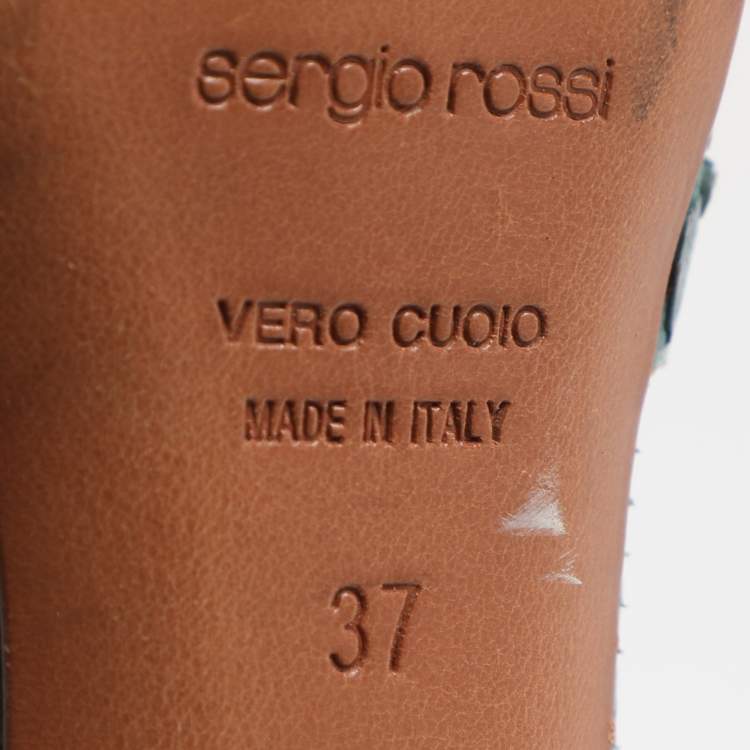 sergio rossi
VERO CUOIO
MADE IN ITALY
37